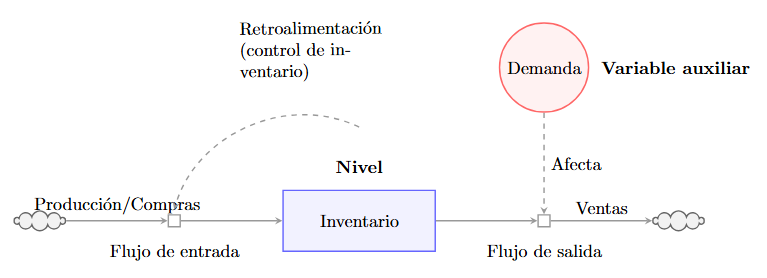 Retroalimentación
(control de in-
ventario)
Demanda
Variable auxiliar
Afecta
Nivel
Producción/Compras
Inventario
Ventas
Flujo de entrada
Flujo de salida